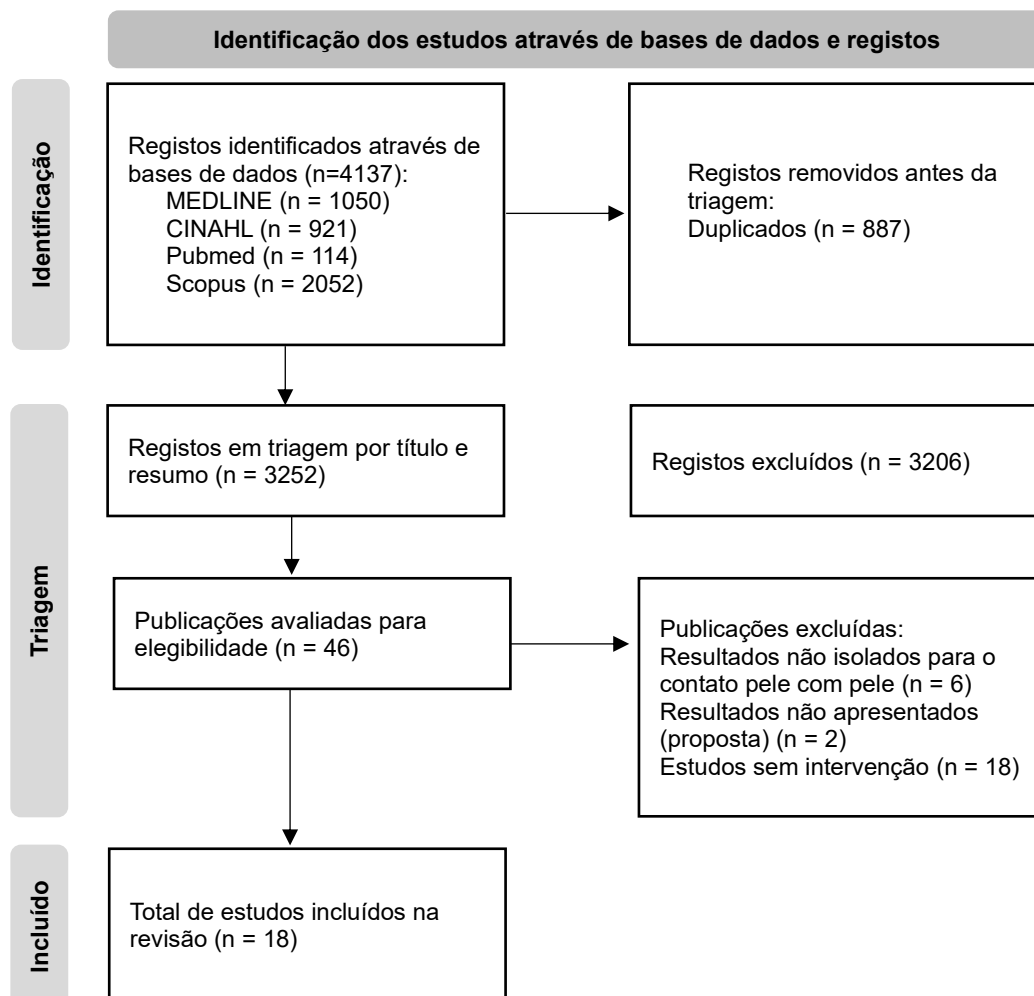 Identificação dos estudos através de bases de dados e registos
Identificação
Registos identificados através de
bases de dados (n=4137):
MEDLINE (n = 1050)
CINAHL (n = 921)
Pubmed (n = 114)
Scopus (n = 2052)
Registos removidos antes da
triagem:
Duplicados (n = 887)
Triagem
Registos em triagem por título e
resumo (n = 3252)
Registos excluídos (n = 3206)
Publicações avaliadas para
elegibilidade (n = 46)
Publicações excluídas:
Resultados não isolados para o
contato pele com pele (n = 6)
Resultados não apresentados
(proposta) (n = 2)
Estudos sem intervenção (n = 18)
Incluído
Total de estudos incluídos na
revisão (n = 18)